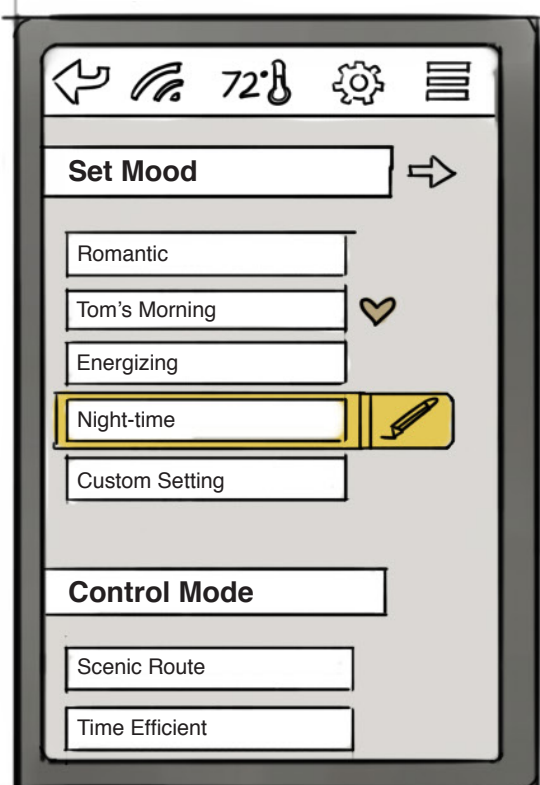 72°
Set Mood
Romantic
Tom's Morning
Energizing
Night-time
Custom Setting
Control Mode
Scenic Route
Time Efficient